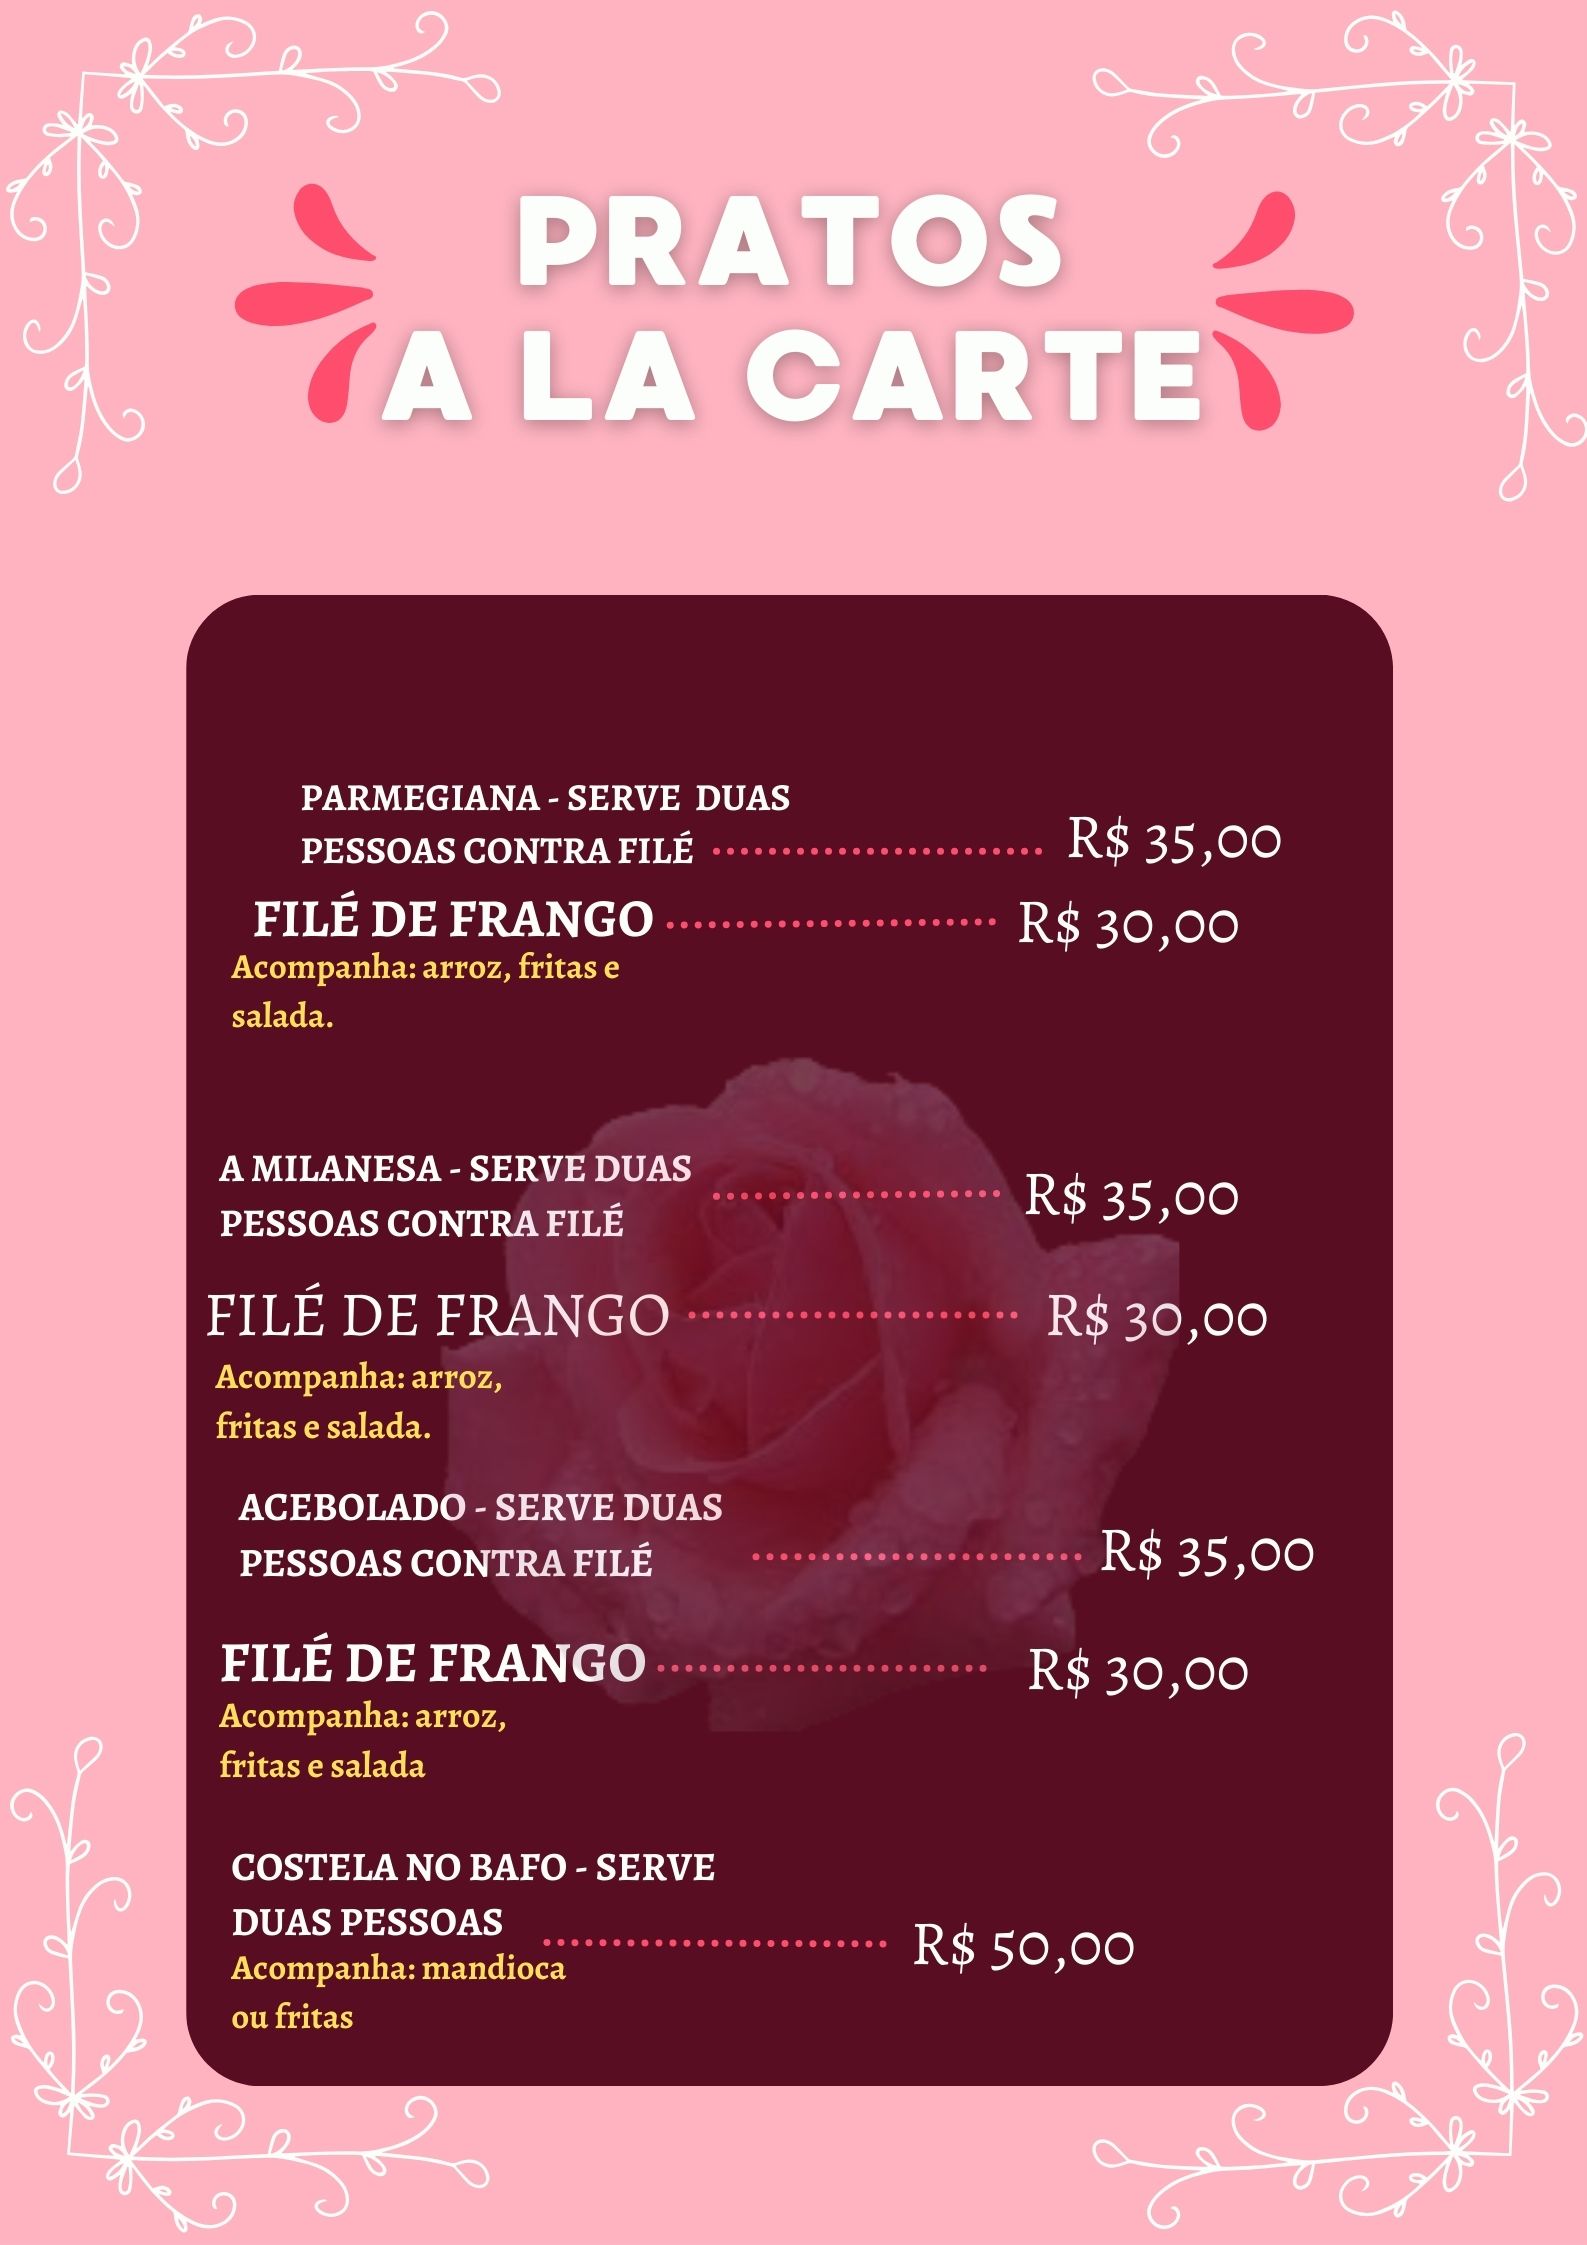 PRATOS
A LA CARTE
PARMEGIANA - SERVE DUAS
PESSOAS CONTRA FILÉ R$ 35,00
FILÉ DE FRANGO R$ 30,00
Acompanha: arroz, fritas e
salada.
A MILANESA - SERVE DUAS
PESSOAS CONTRA FILÉ R$ 35,00
FILÉ DE FRANGO R$ 30,00
Acompanha: arroz,
fritas e salada.
ACEBOLADO - SERVE DUAS
PESSOAS CONTRA FILÉ R$ 35,00
FILÉ DE FRANGO R$ 30,00
Acompanha: arroz,
fritas e salada
COSTELA NO BAFO - SERVE
DUAS PESSOAS R$ 50,00
Acompanha: mandioca
ou fritas